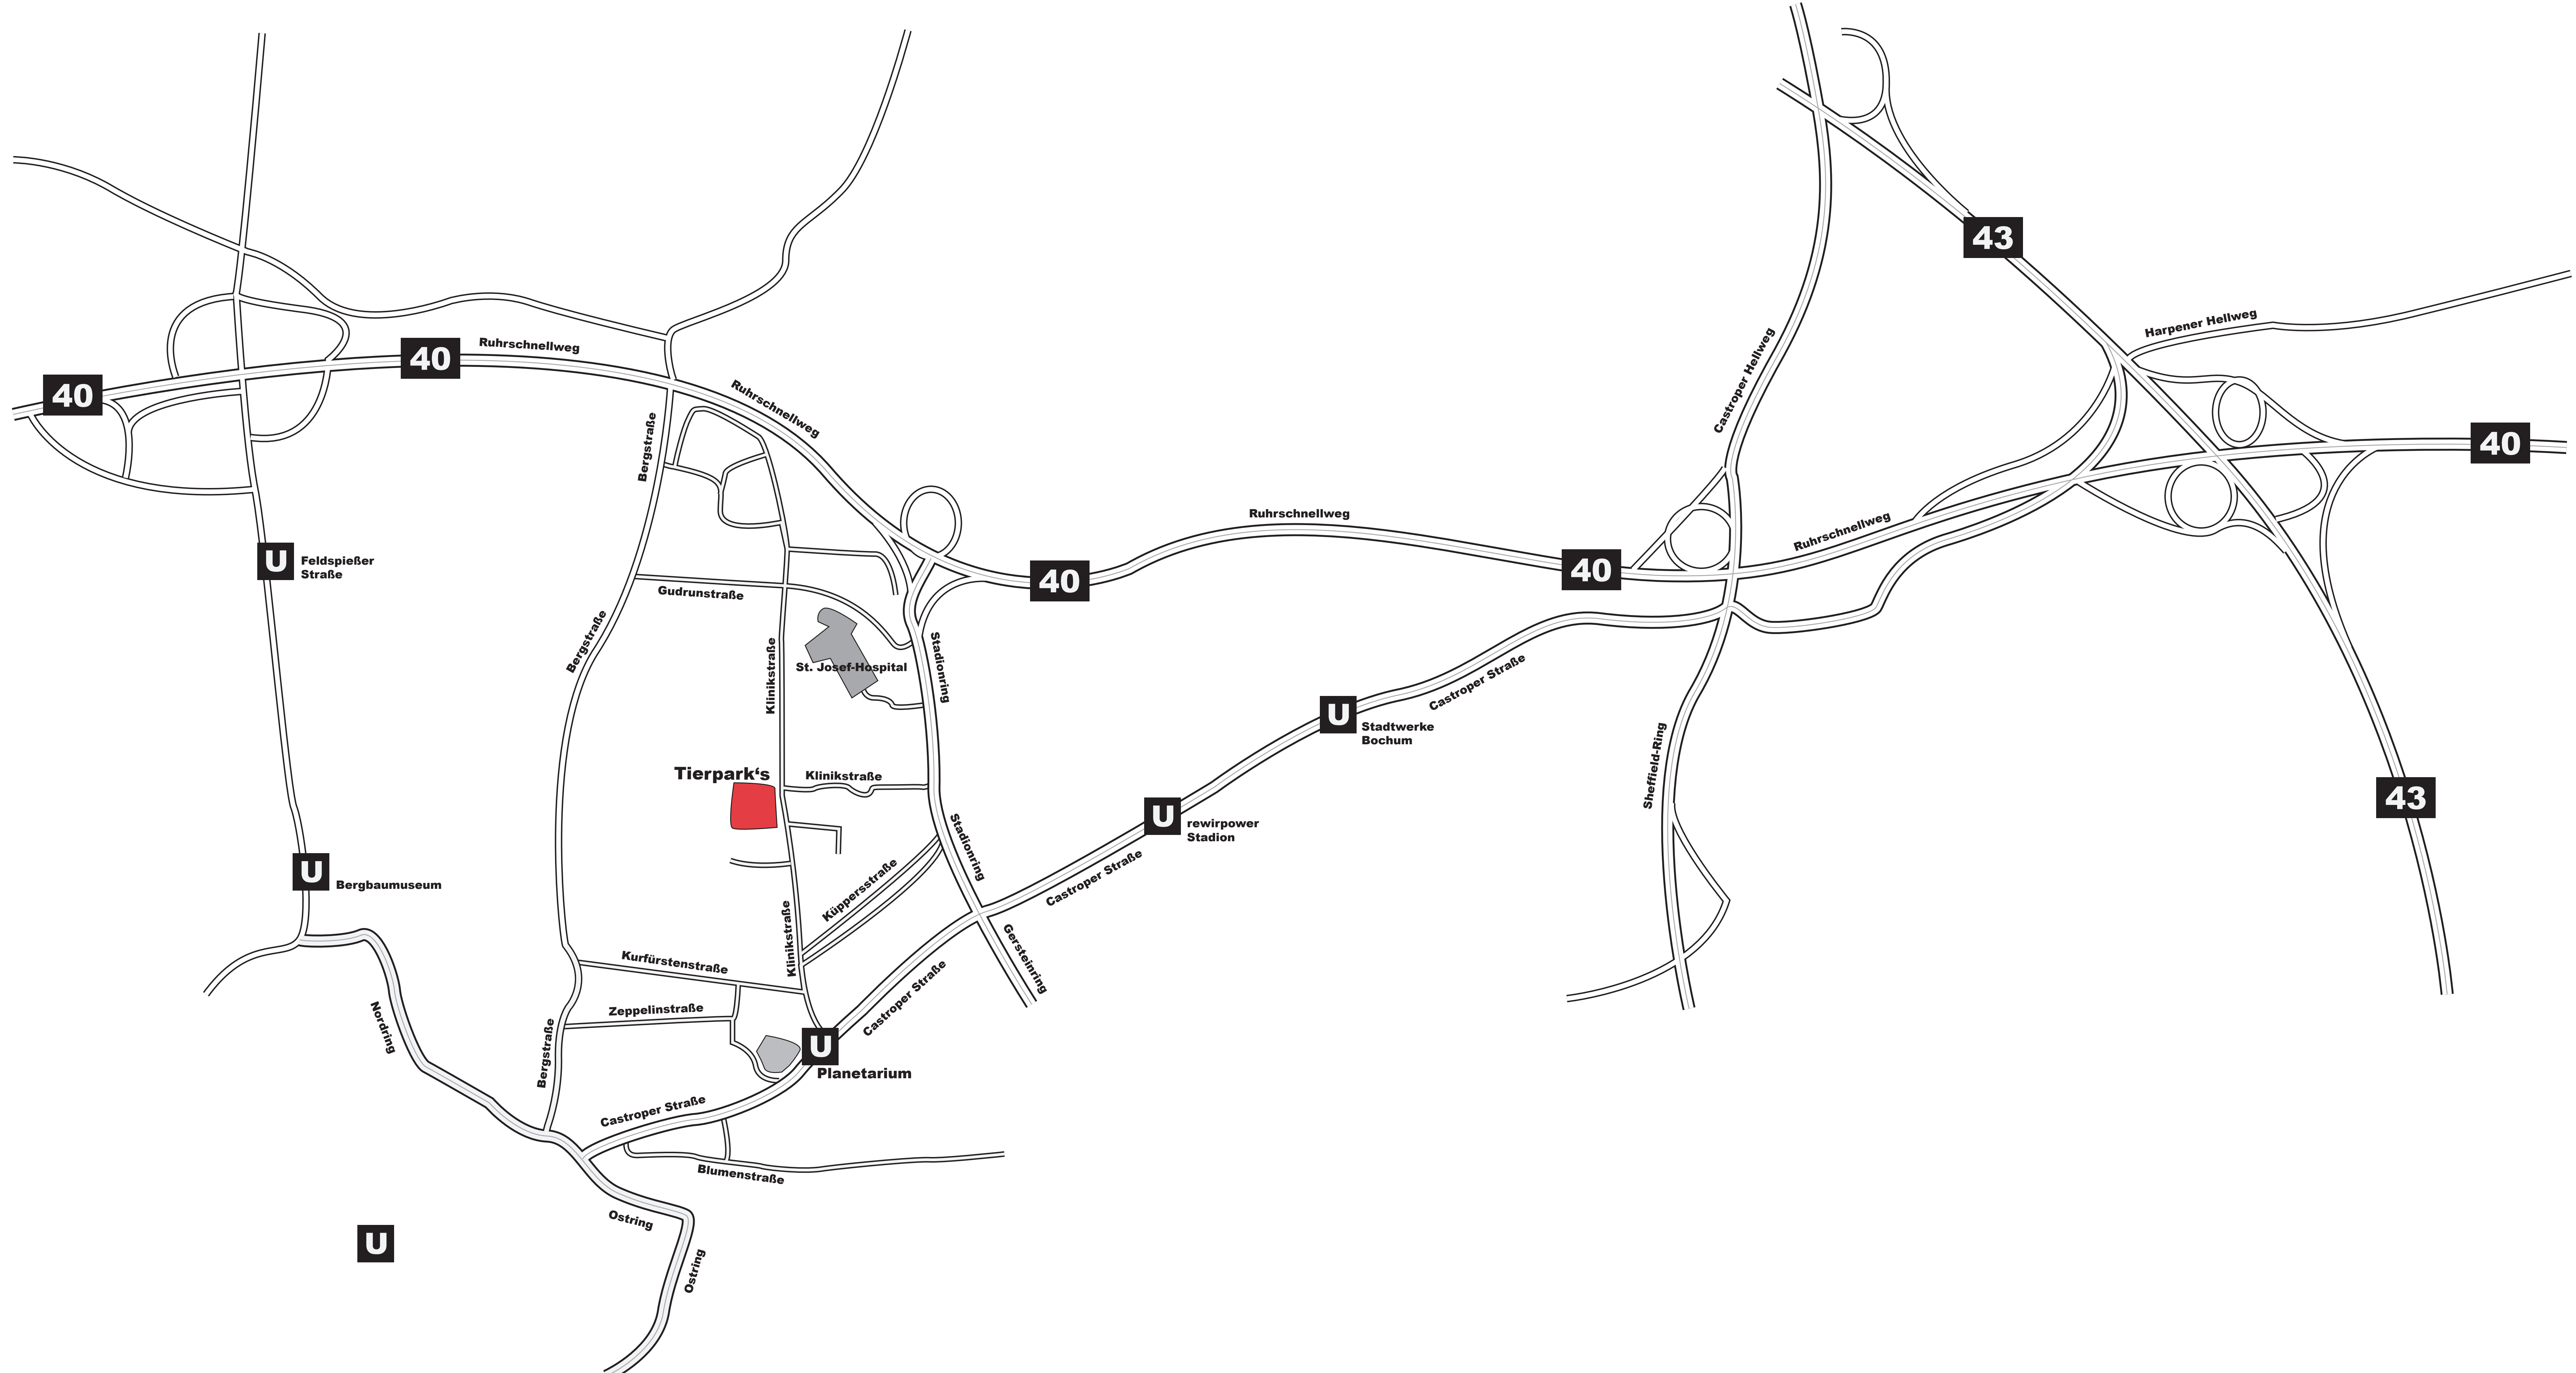 43
Harpener Hellweg
Ruhrschnellweg
40
40
Ruhrschnellweg
Castroper Hellweg
Bergstraße
40
Ruhrschnellweg
Ruhrschnellweg
U
Feldspießer
Straße
40
40
Gudrunstraße
Bergstraße
Klinikstraße
St. Josef-Hospital
Stadionring
Castroper Straße
U
Stadtwerke
Bochum
Sheffield-Ring
Tierpark‘s
Klinikstraße
43
U
rewirpower
Stadion
Stadionring
U
Bergbaumuseum
Küppersstraße
Castroper Straße
Klinikstraße
Gersteinring
Kurfürstenstraße
Castroper Straße
Zeppelinstraße
Nordring
Bergstraße
U
Planetarium
Castroper Straße
Blumenstraße
Ostring
U
Ostring